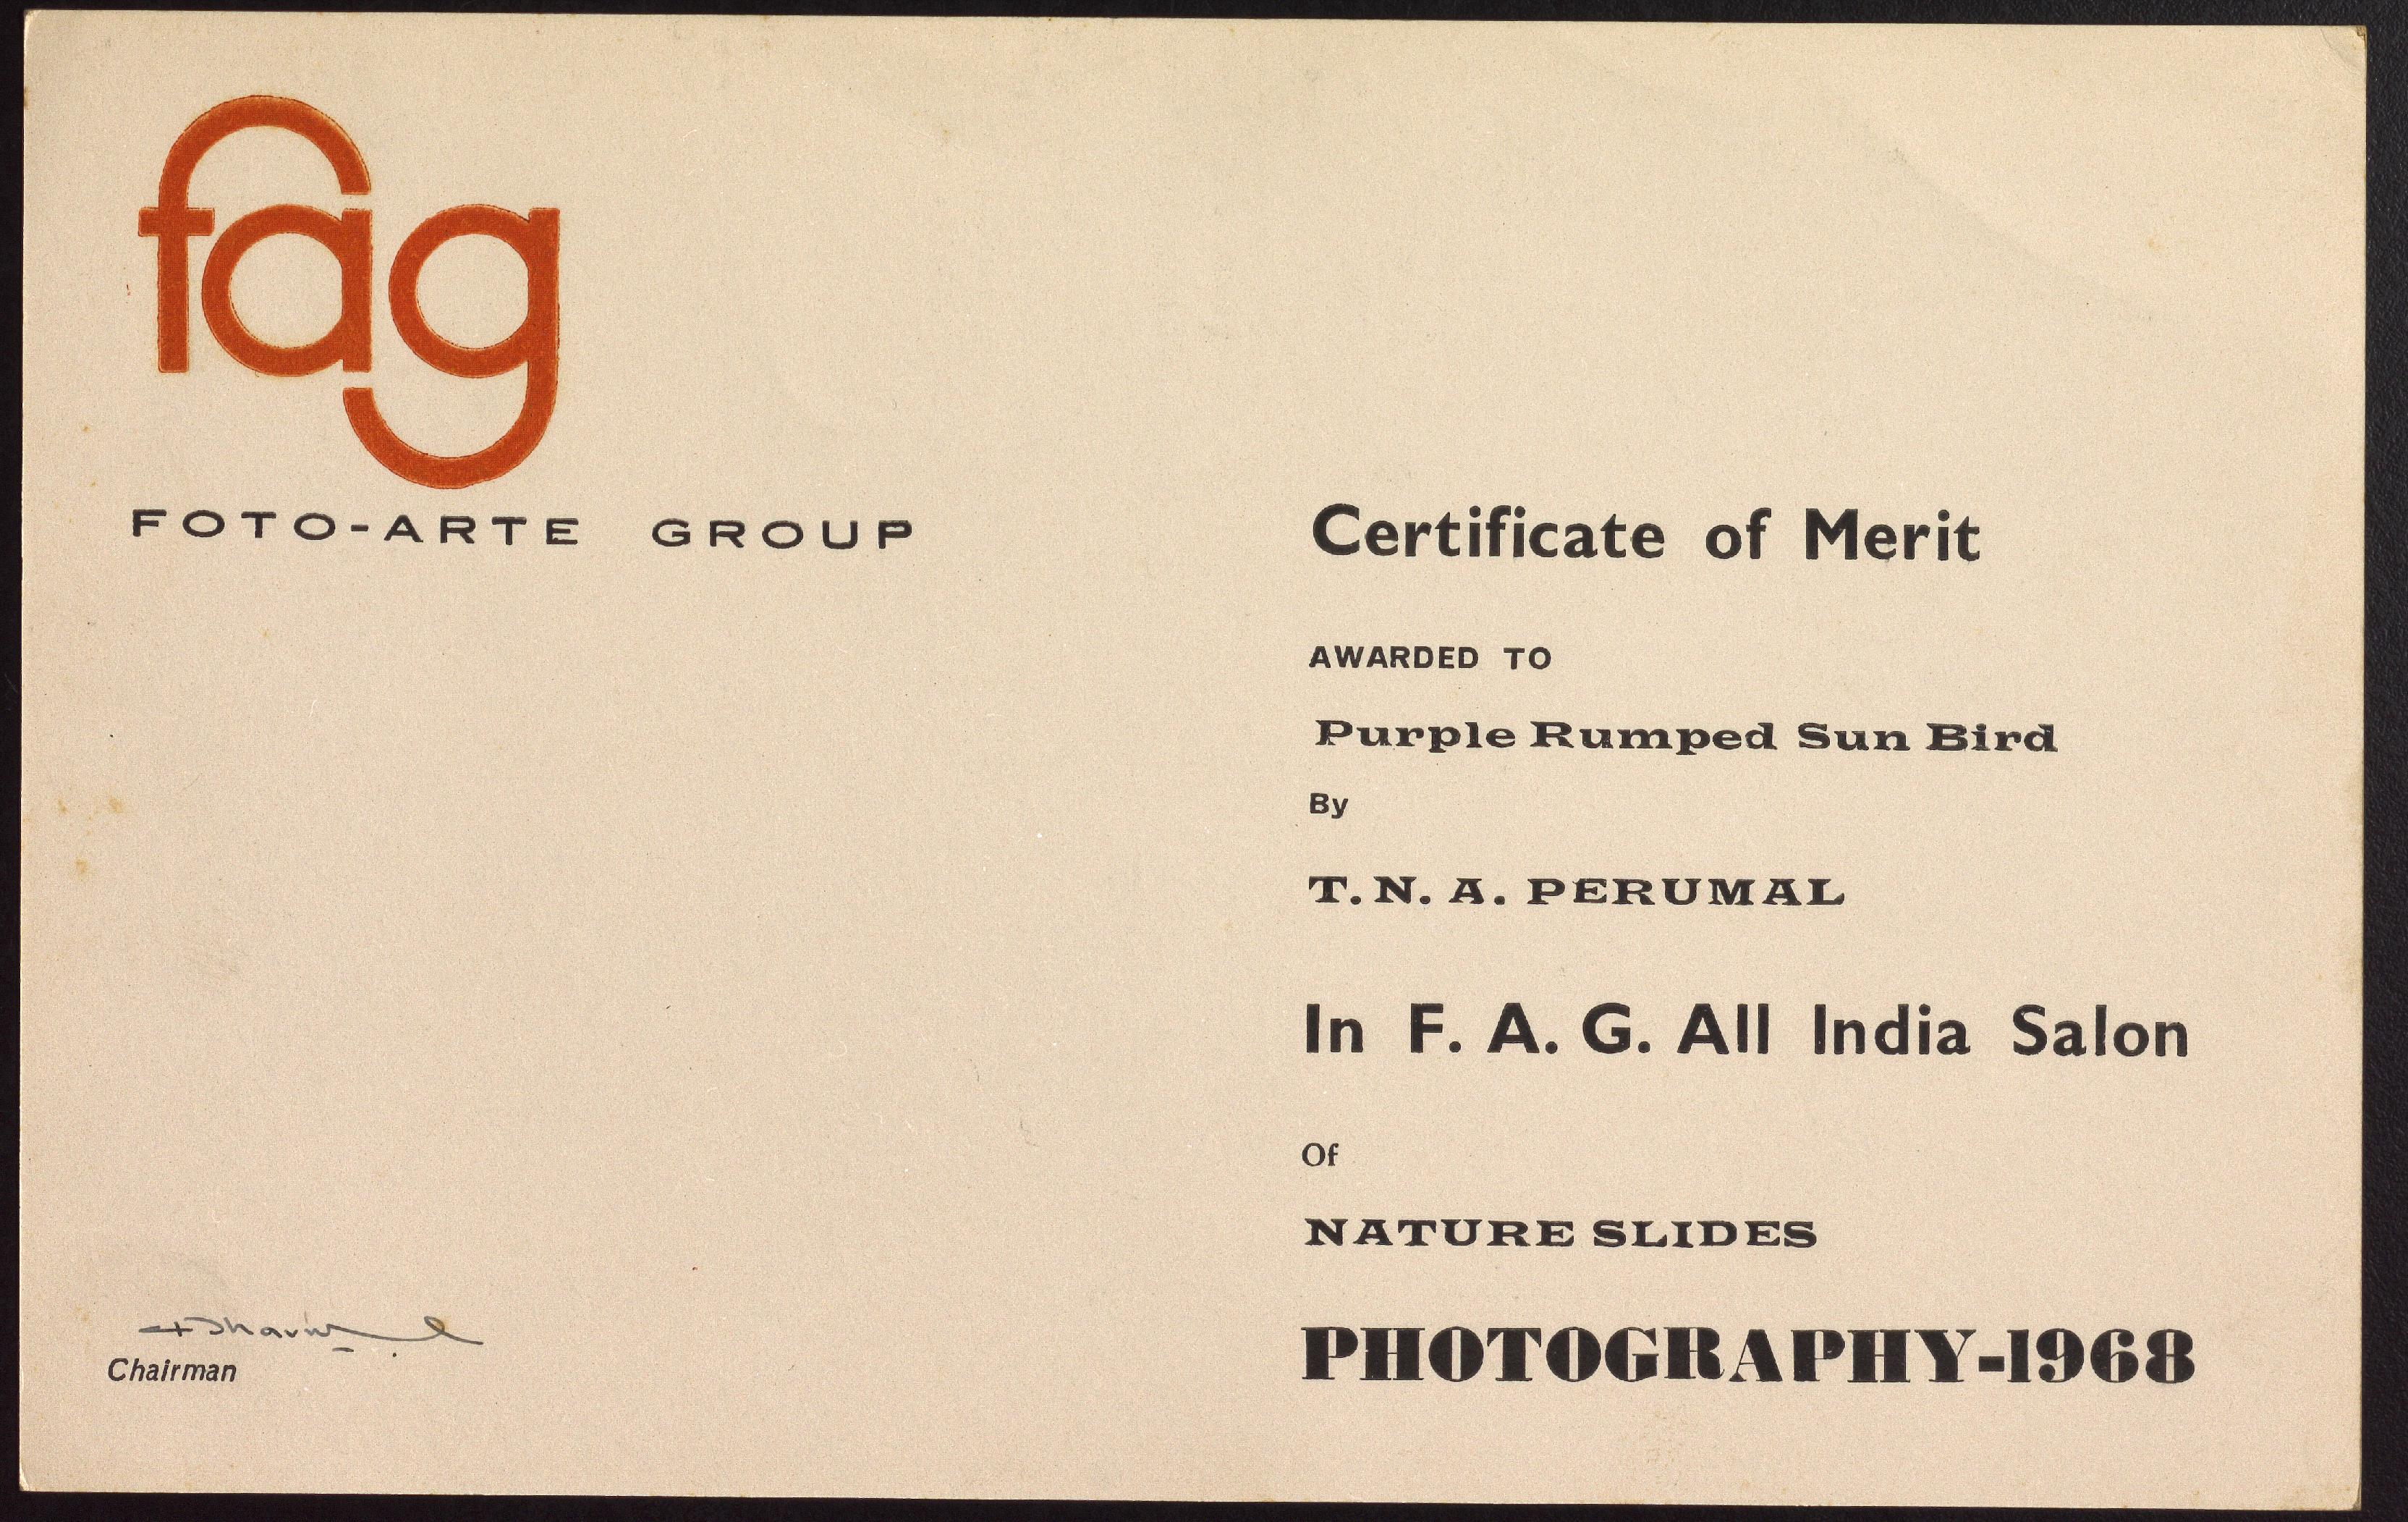 fag
FOTO-ARTE GROUP
Certificate of Merit
AWARDED TO
Purple Rumped Sun Bird
By
T. N. A. PERUMAL
In F. A. G. All India Salon
Of
NATURE SLIDES
PHOTOGRAPHY-1968
Chairman